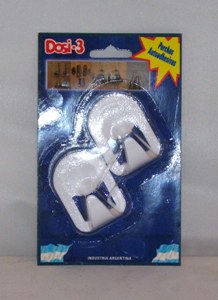 Dosi-3
Perchas
Autoadhesivas
INDUSTRIA ARGENTINA